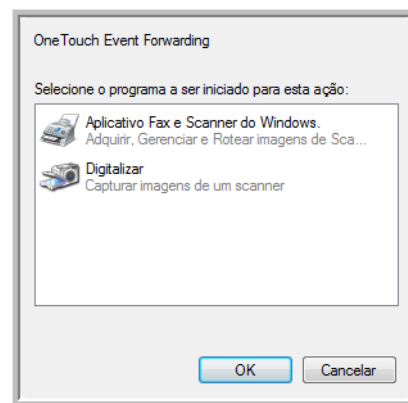 OneTouch Event Forwarding
Selecione o programa a ser iniciado para esta ação:
Aplicativo Fax e Scanner do Windows.
Adquirir, Gerenciar e Rotear imagens de Sca...
Digitalizar
Capturar imagens de um scanner
OK
Cancelar